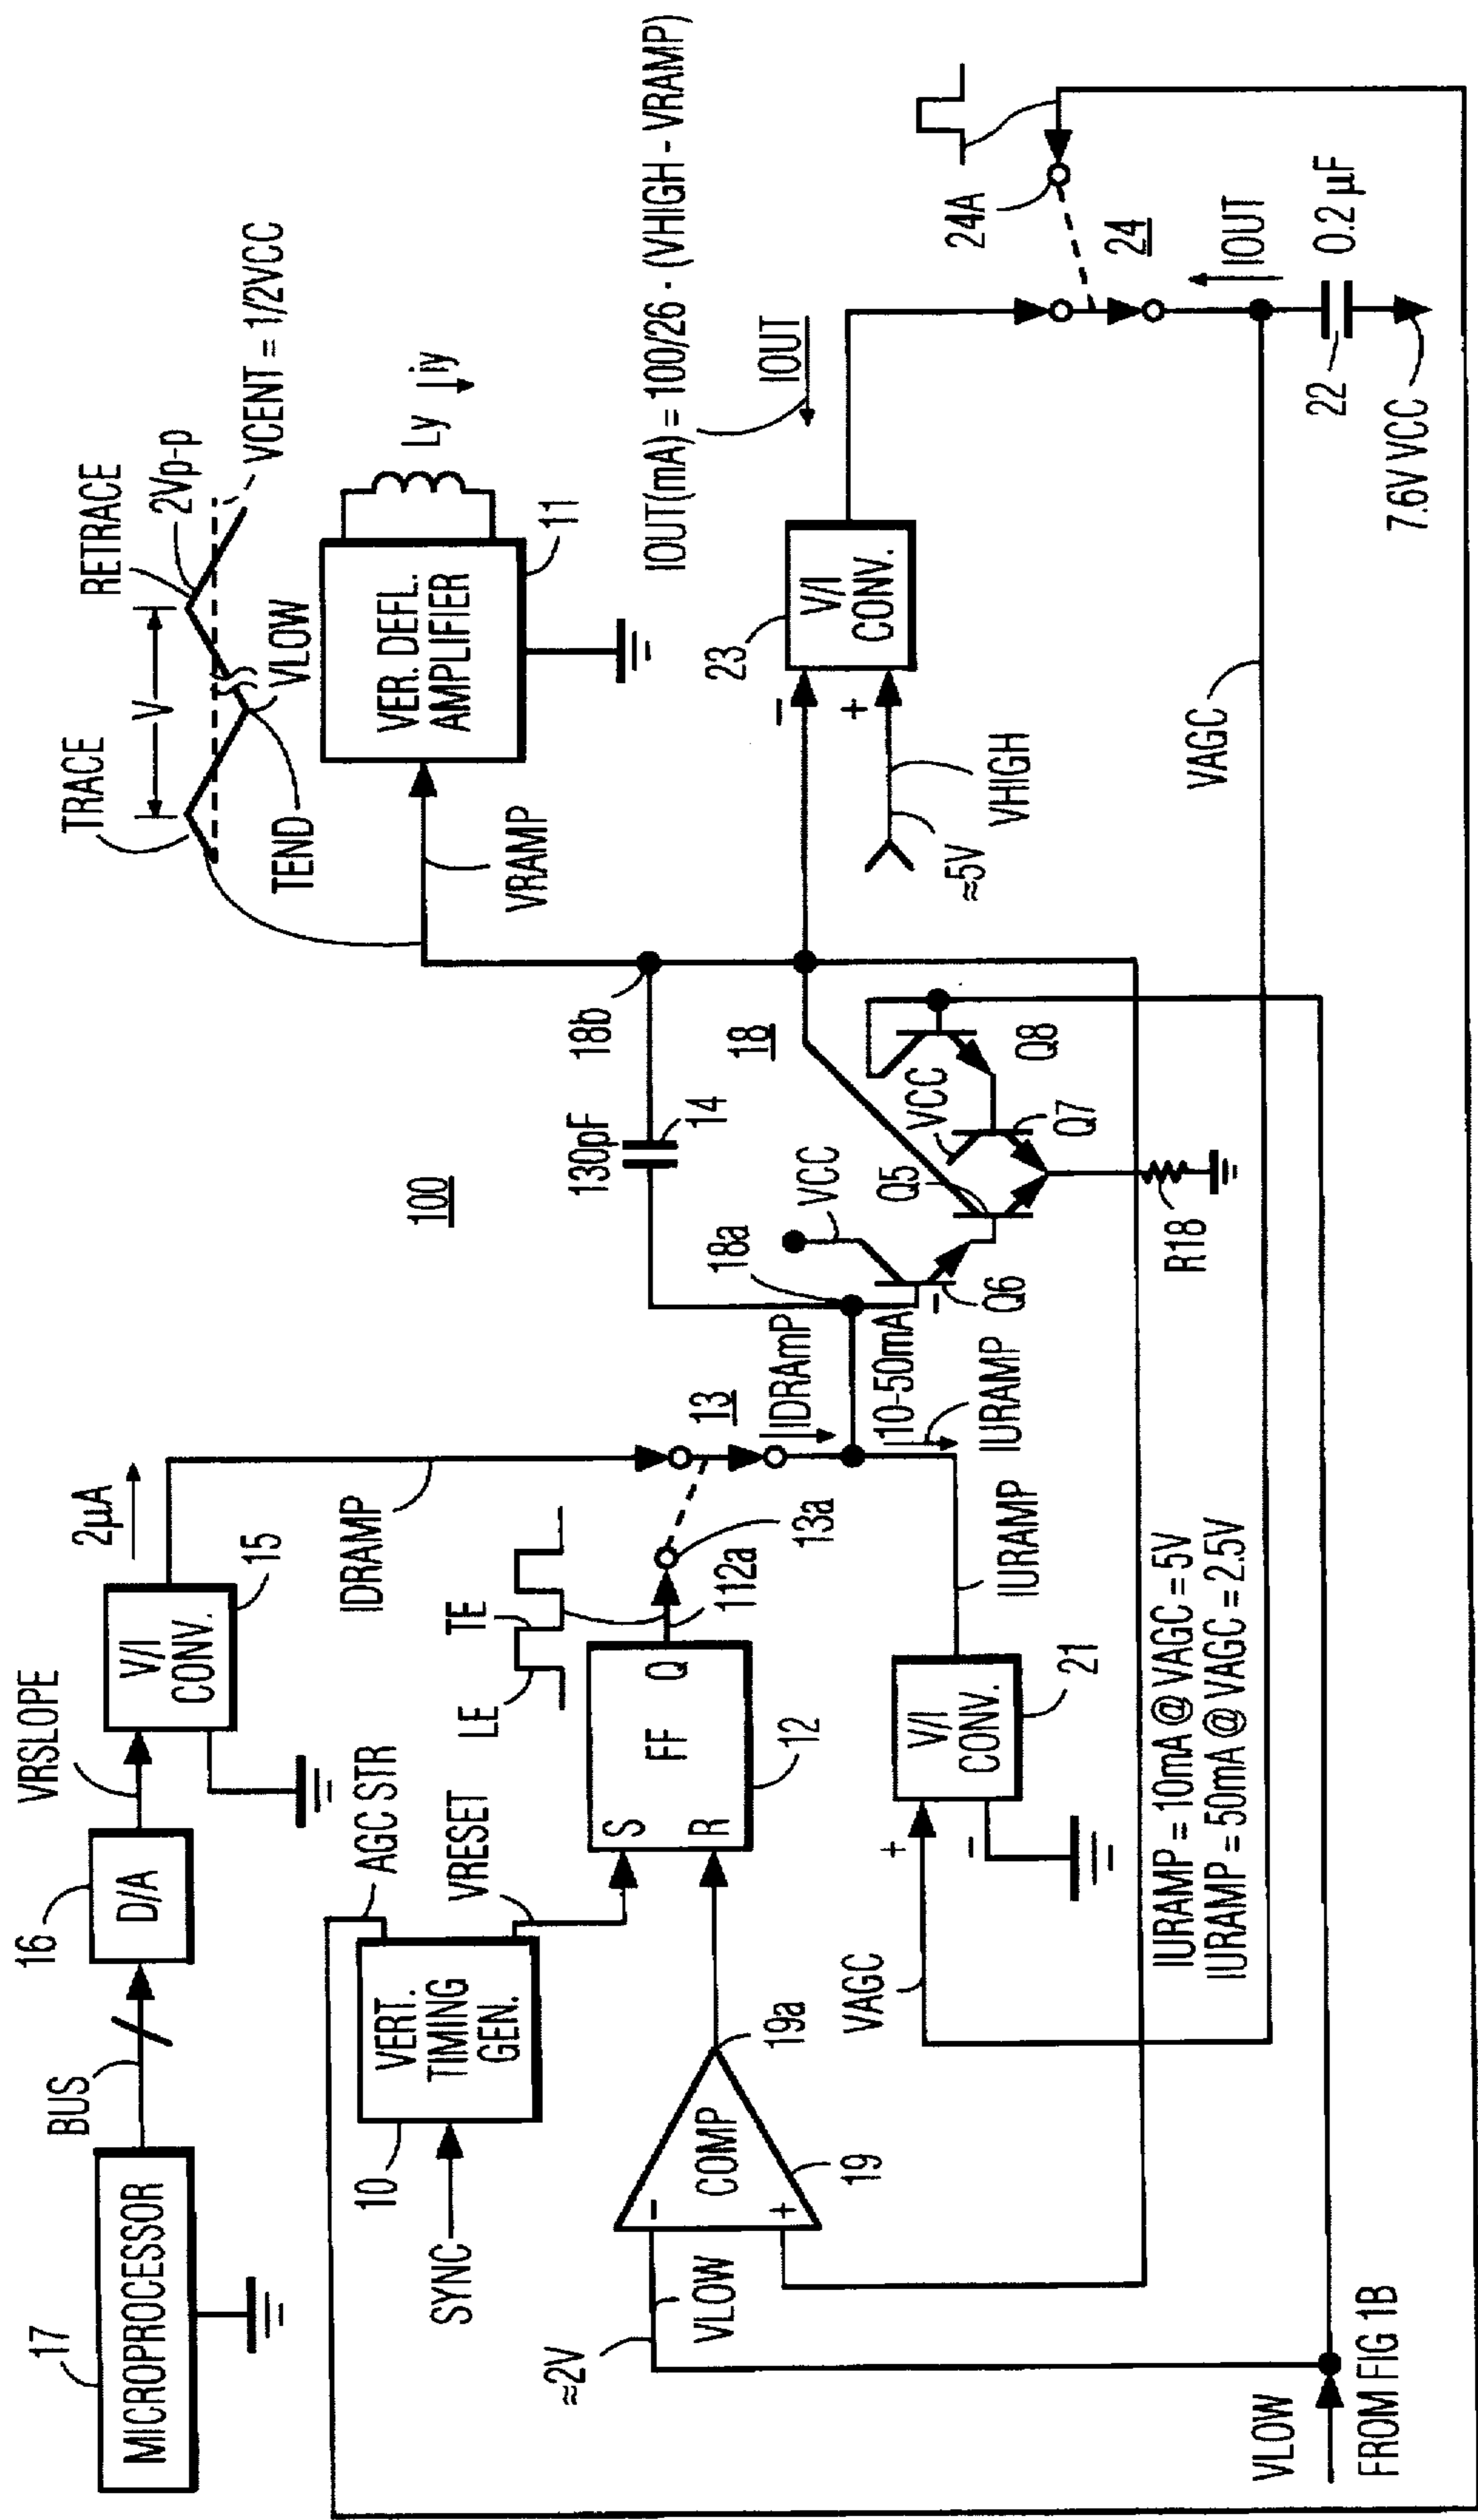 17
MICROPROCESSOR
BUS
16
D/A
VRSLOPE
V/I
CONV.
15
2µA
IDRAMP
AGC STR
VERT.
TIMING
GEN.
10
SYNC
VRESET
S
R
FF
Q
12
LE
TE
112a
13a
13
IDRAmP
10-50mA
IURAMP
IURAMP
V/I
CONV.
21
+
−
VAGC
COMP
−
+
19
19a
≈2V
VLOW
VLOW
FROM FIG 1B
IURAMP = 10mA @ VAGC = 5V
IURAMP = 50mA @ VAGC = 2.5V
100
130pF
14
18a
18b
18
VCC
Q6
−
Q5
VCC
Q7
Q8
R18
TRACE
V
RETRACE
2Vp-p
VCENT = 1/2VCC
TEND
VLOW
VRAMP
VER. DEFL.
AMPLIFIER
11
Ly
iy
IOUT(mA) = 100/26 · (VHIGH - VRAMP)
IOUT
23
V/I
CONV.
−
+
≈5V
VHIGH
VAGC
24A
24
IOUT
22
0.2 µF
7.6V VCC